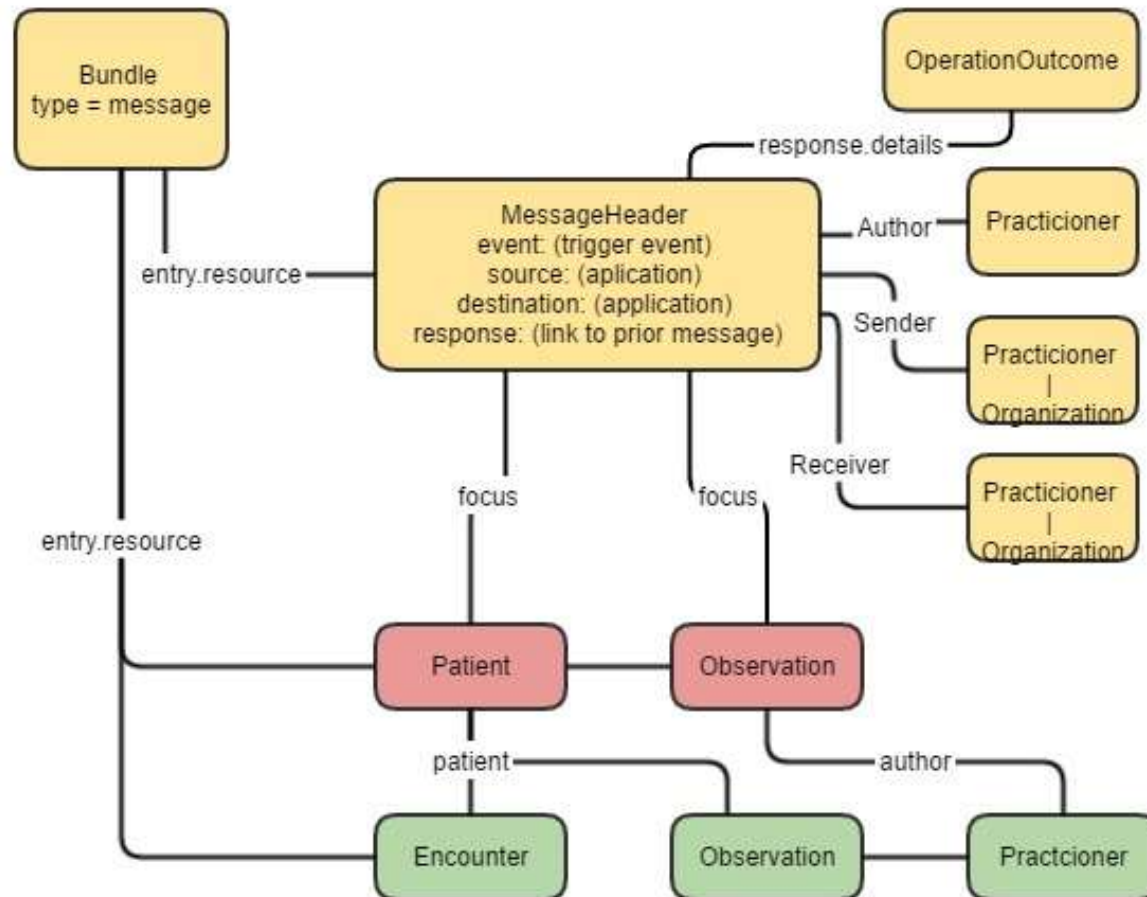 Bundle
type = message
OperationOutcome
response.details
MessageHeader
event: (trigger event)
source: (aplication)
destination: (application)
response: (link to prior message)
Author
Practicioner
entry.resource
Sender
Practicioner
|
Organization
Receiver
Practicioner
|
Organization
focus
focus
entry.resource
Patient
Observation
patient
author
Encounter
Observation
Practcioner